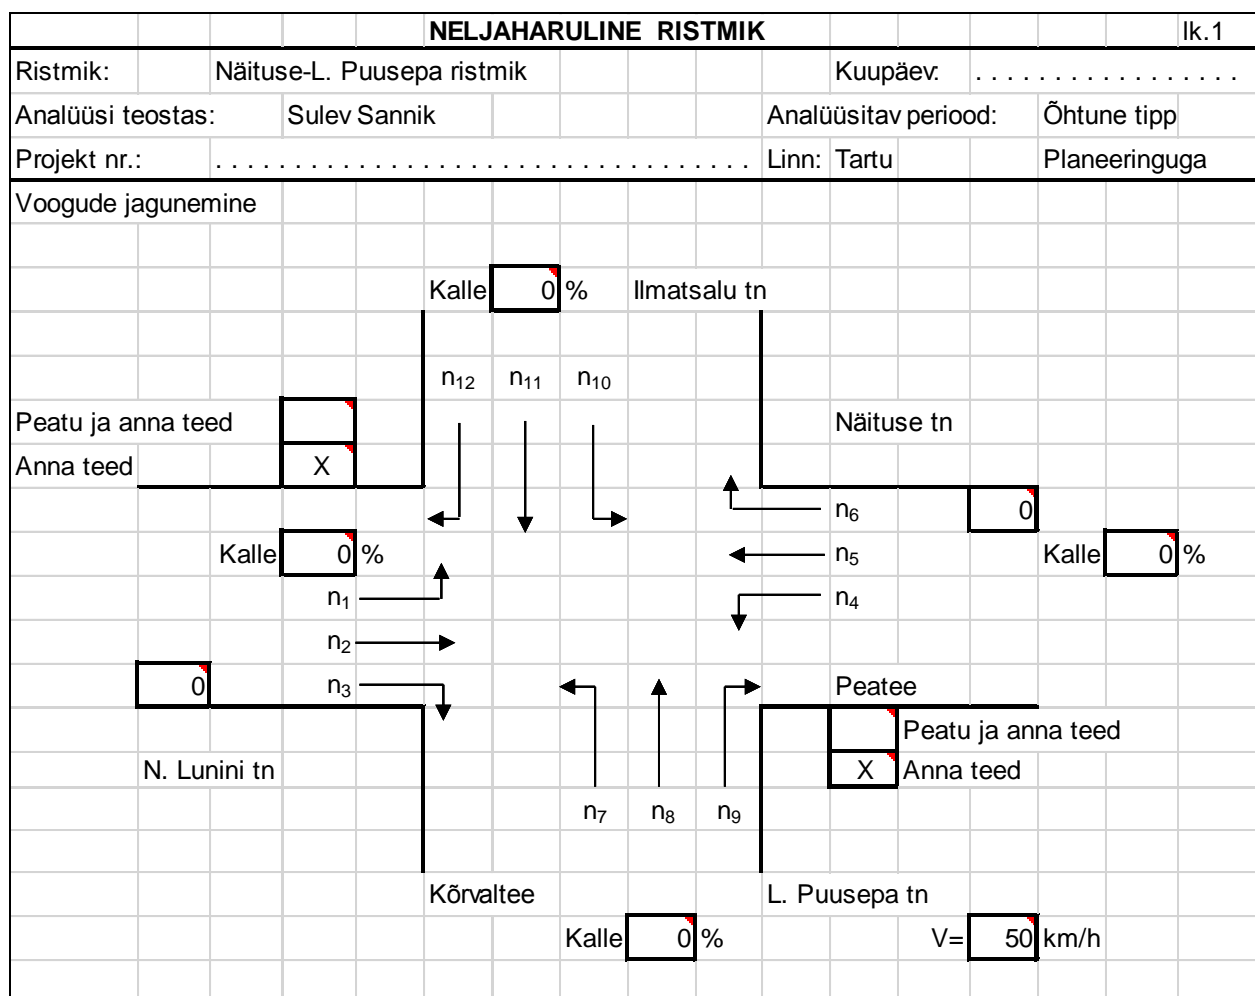 NELJAHARULINE RISTMIK lk.1
Ristmik: Näituse-L. Puusepa ristmik Kuupäev: . . . . . . . . . . . . . . . . . .
Analüüsi teostas: Sulev Sannik Analüüsitav periood: Õhtune tipp
Projekt nr.: . . . . . . . . . . . . . . . . . . . . . . . . . . . . . . . . . . . Linn: Tartu Planeeringuga
Voogude jagunemine
Kalle 0 % Ilmatsalu tn
n12 n11 n10
Peatu ja anna teed Näituse tn
Anna teed X
n6 0
Kalle 0 % n5 Kalle 0 %
n1 n4
n2
0 n3 Peatee
Peatu ja anna teed
N. Lunini tn X Anna teed
n7 n8 n9
Kõrvaltee L. Puusepa tn
Kalle 0 % V= 50 km/h